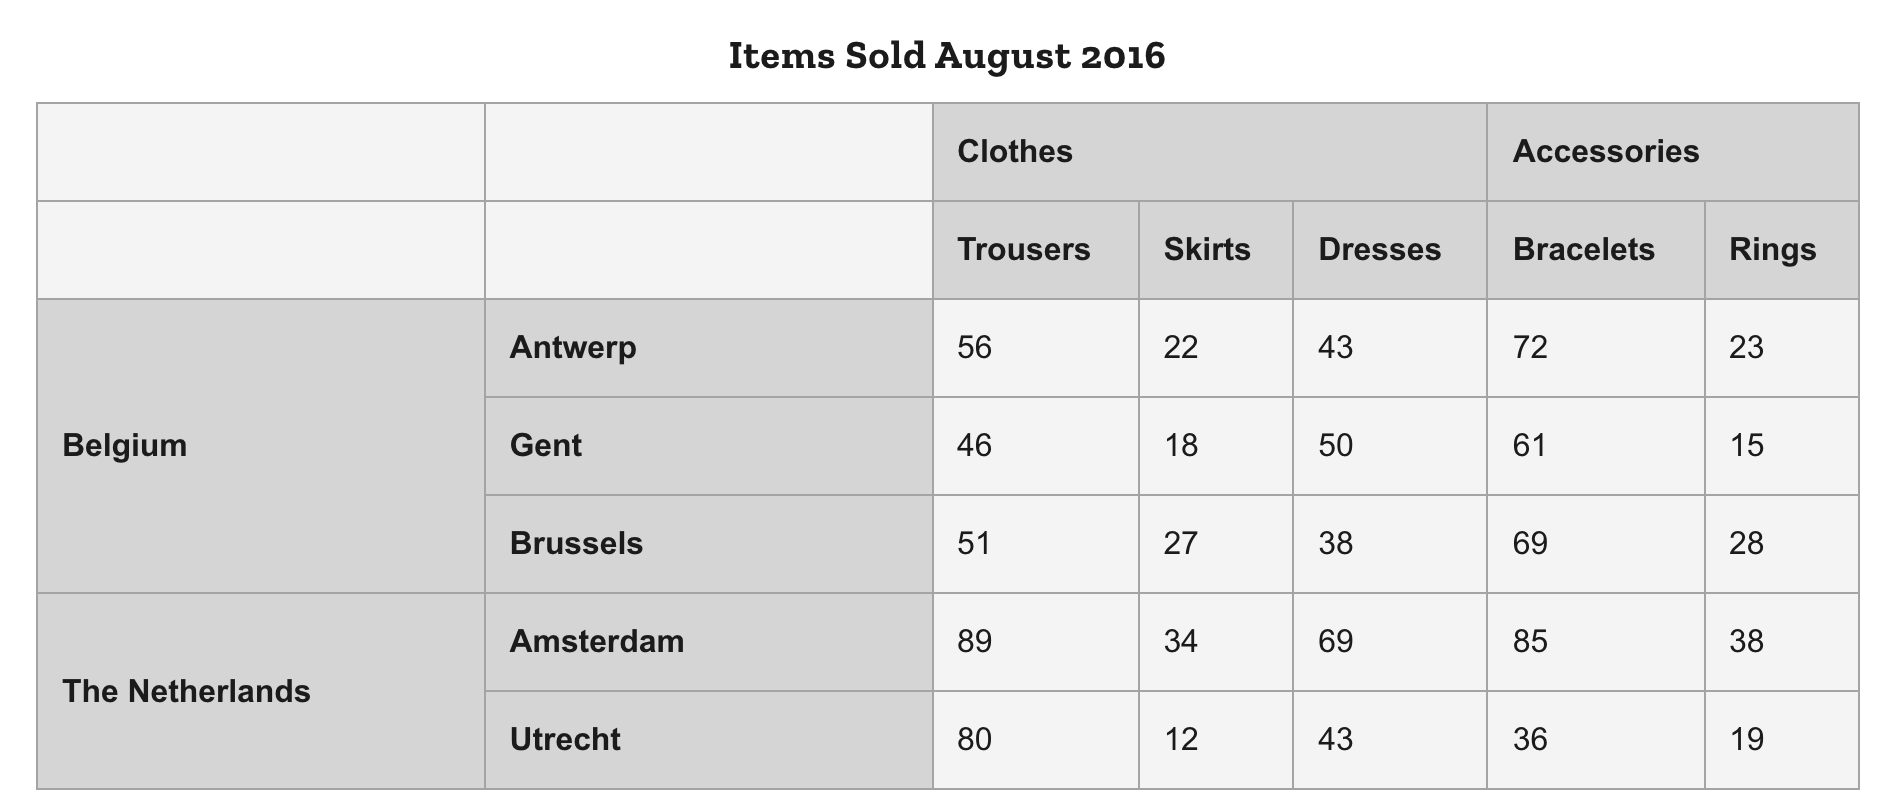 Items Sold August 2016
Clothes Accessories
Trousers Skirts Dresses Bracelets Rings
Belgium Antwerp 56 22 43 72 23
Gent 46 18 50 61 15
Brussels 51 27 38 69 28
The Netherlands Amsterdam 89 34 69 85 38
Utrecht 80 12 43 36 19